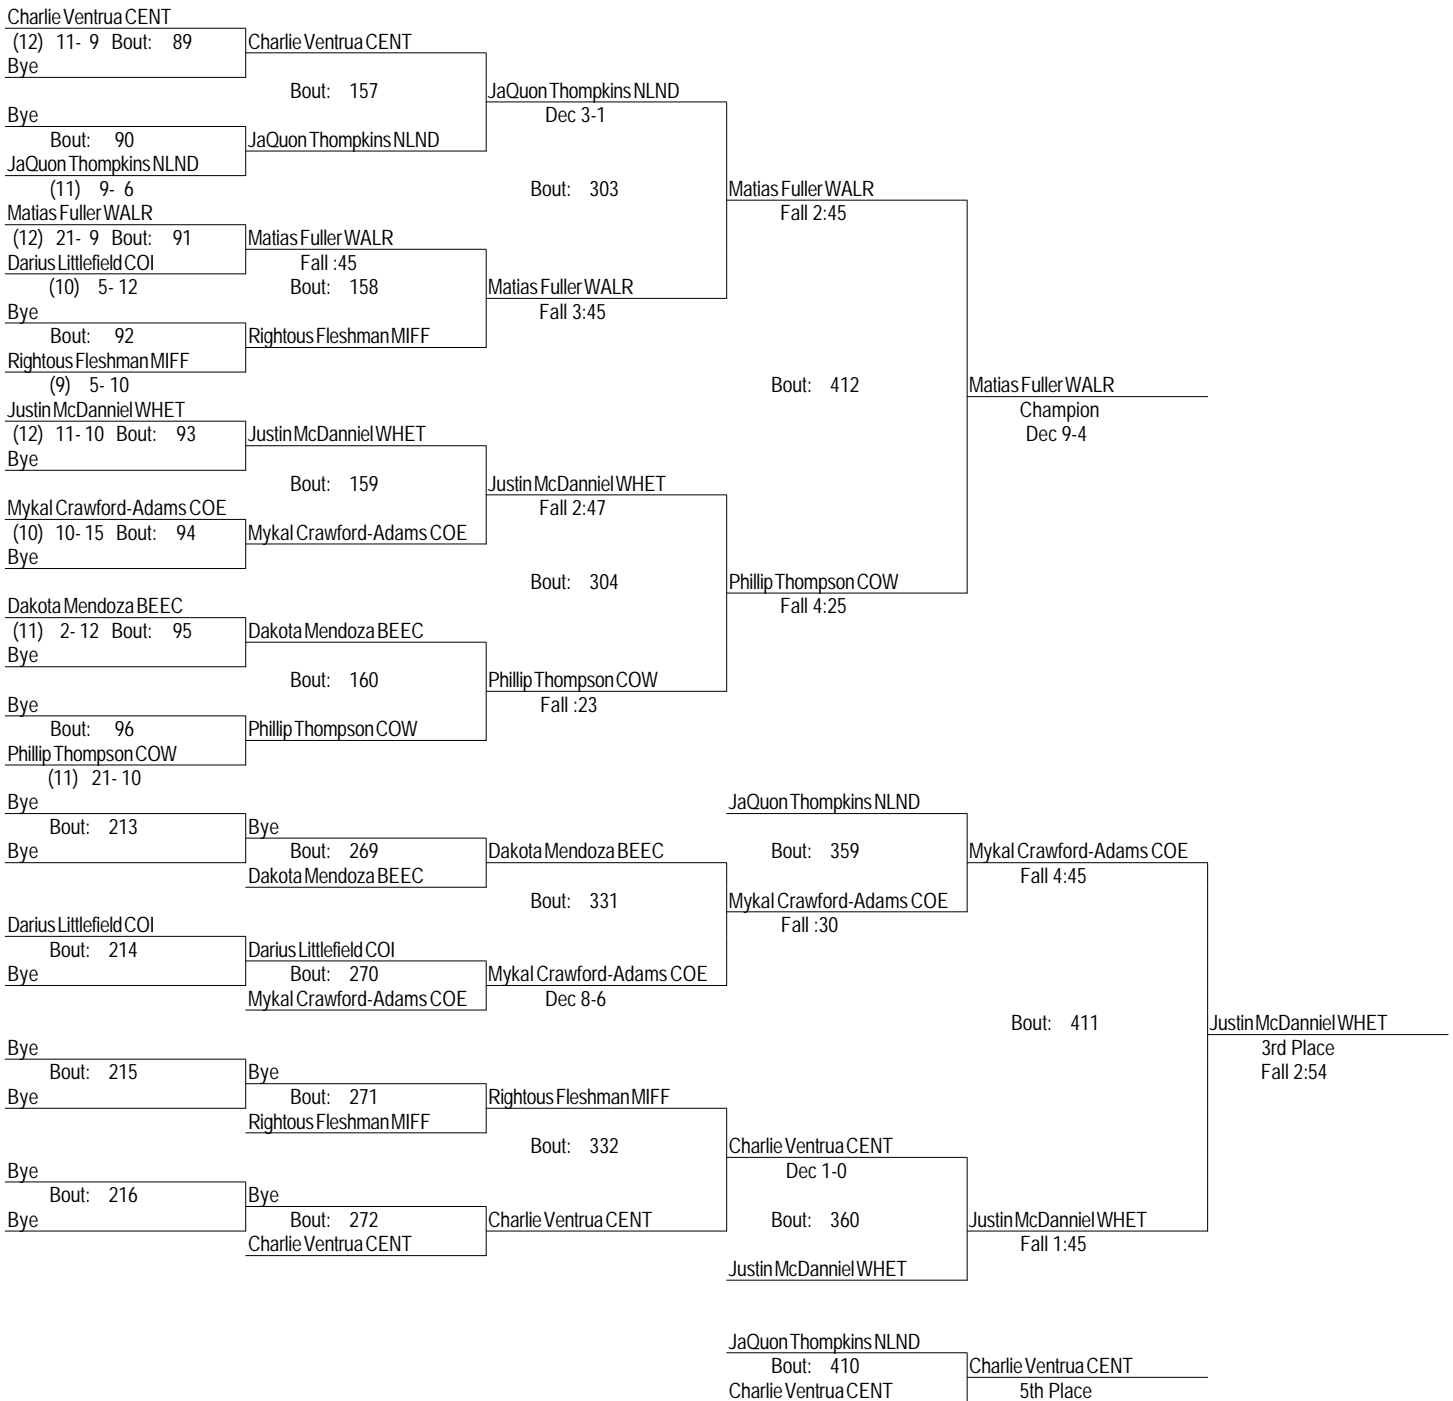 Charlie Ventrua CENT
(12) 11- 9 Bout: 89
Charlie Ventrua CENT
Bye
Bout: 157
JaQuon Thompkins NLND
Bye
Dec 3-1
Bout: 90
JaQuon Thompkins NLND
JaQuon Thompkins NLND
(11) 9- 6
Bout: 303
Matias Fuller WALR
Matias Fuller WALR
Fall 2:45
(12) 21- 9 Bout: 91
Matias Fuller WALR
Darius Littlefield COI
Fall :45
(10) 5- 12
Bout: 158
Matias Fuller WALR
Bye
Fall 3:45
Bout: 92
Rightous Fleshman MIFF
Rightous Fleshman MIFF
(9) 5- 10
Bout: 412
Matias Fuller WALR
Justin McDanniel WHET
Champion
(12) 11- 10 Bout: 93
Justin McDanniel WHET
Dec 9-4
Bye
Bout: 159
Justin McDanniel WHET
Mykal Crawford-Adams COE
Fall 2:47
(10) 10- 15 Bout: 94
Mykal Crawford-Adams COE
Bye
Bout: 304
Phillip Thompson COW
Dakota Mendoza BEEC
Fall 4:25
(11) 2- 12 Bout: 95
Dakota Mendoza BEEC
Bye
Bout: 160
Phillip Thompson COW
Bye
Fall :23
Bout: 96
Phillip Thompson COW
Phillip Thompson COW
(11) 21- 10
Bye
JaQuon Thompkins NLND
Bout: 213
Bye
Bye
Bout: 269
Dakota Mendoza BEEC
Bout: 359
Mykal Crawford-Adams COE
Dakota Mendoza BEEC
Fall 4:45
Bout: 331
Mykal Crawford-Adams COE
Darius Littlefield COI
Fall :30
Bout: 214
Darius Littlefield COI
Bye
Bout: 270
Mykal Crawford-Adams COE
Mykal Crawford-Adams COE
Dec 8-6
Bout: 411
Justin McDanniel WHET
Bye
3rd Place
Bout: 215
Bye
Fall 2:54
Bye
Bout: 271
Rightous Fleshman MIFF
Rightous Fleshman MIFF
Bout: 332
Charlie Ventrua CENT
Bye
Dec 1-0
Bout: 216
Bye
Bye
Bout: 272
Charlie Ventrua CENT
Bout: 360
Justin McDanniel WHET
Charlie Ventrua CENT
Fall 1:45
Justin McDanniel WHET
JaQuon Thompkins NLND
Bout: 410
Charlie Ventrua CENT
Charlie Ventrua CENT
5th Place